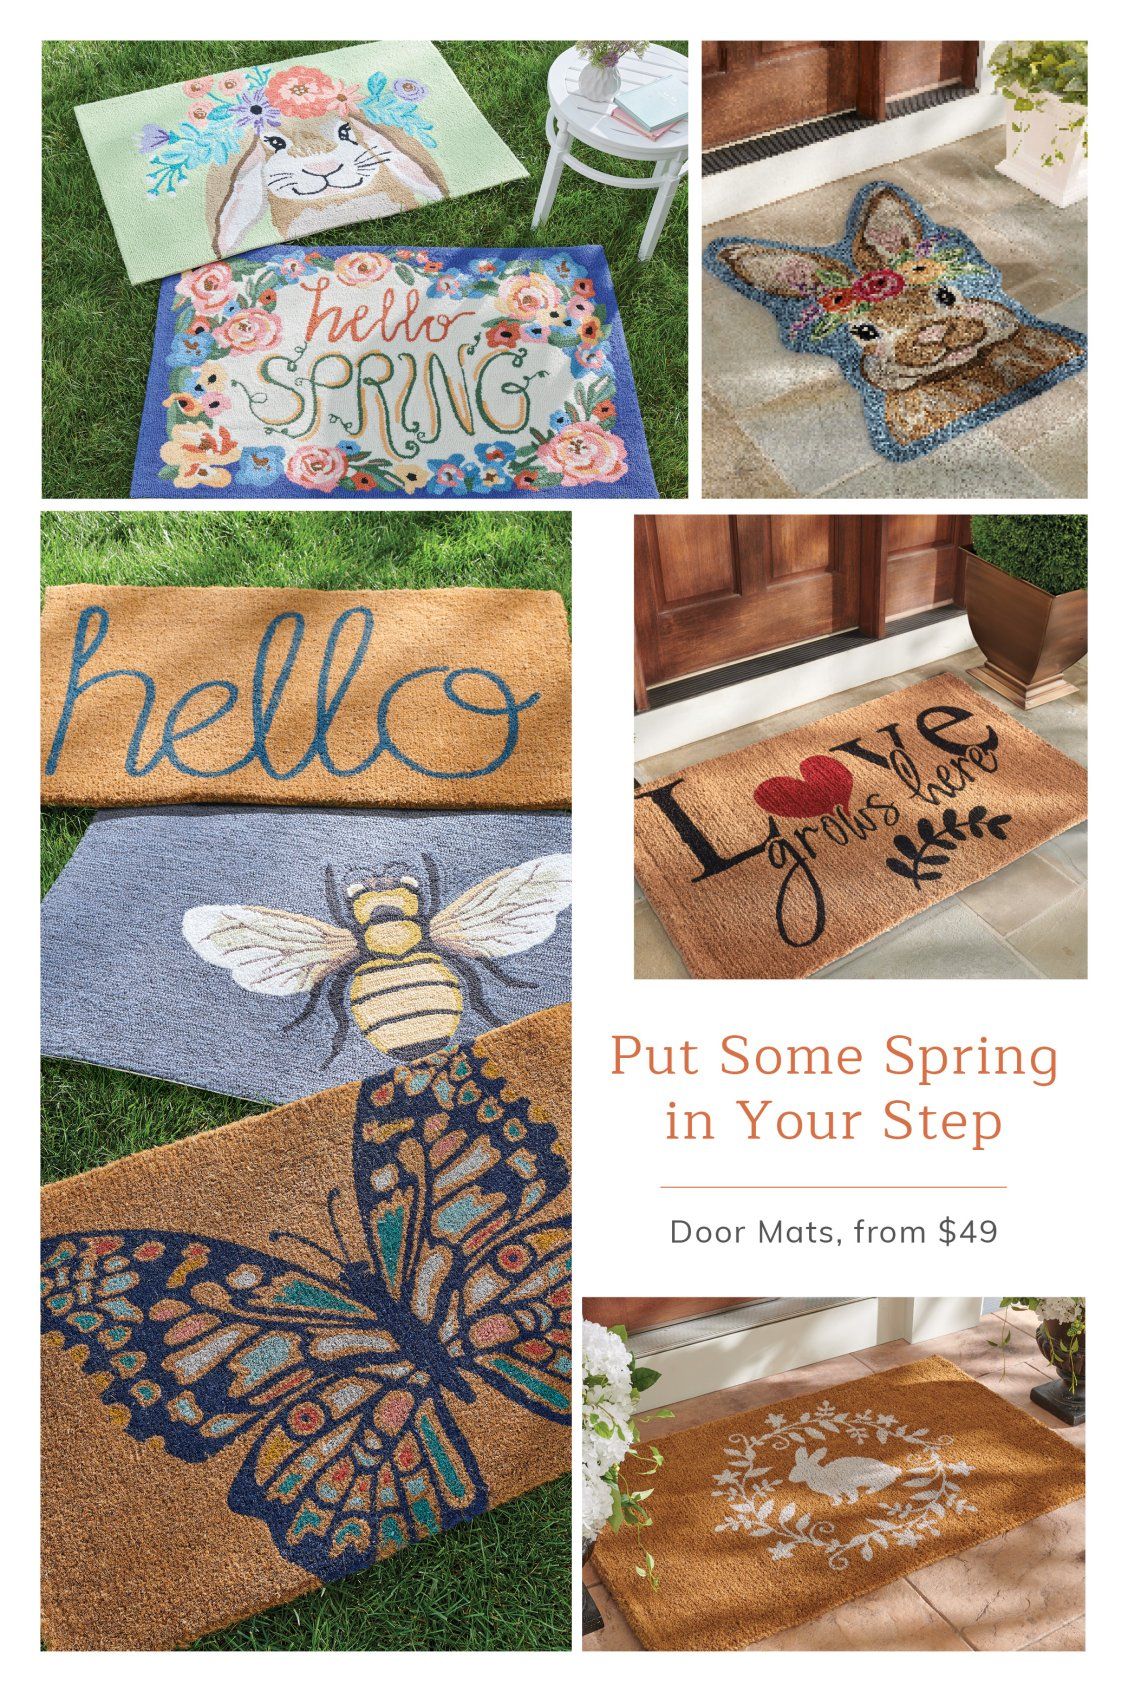 hello
SPRING
hello
LOVE
grows here
Put Some Spring
in Your Step
Door Mats, from $49